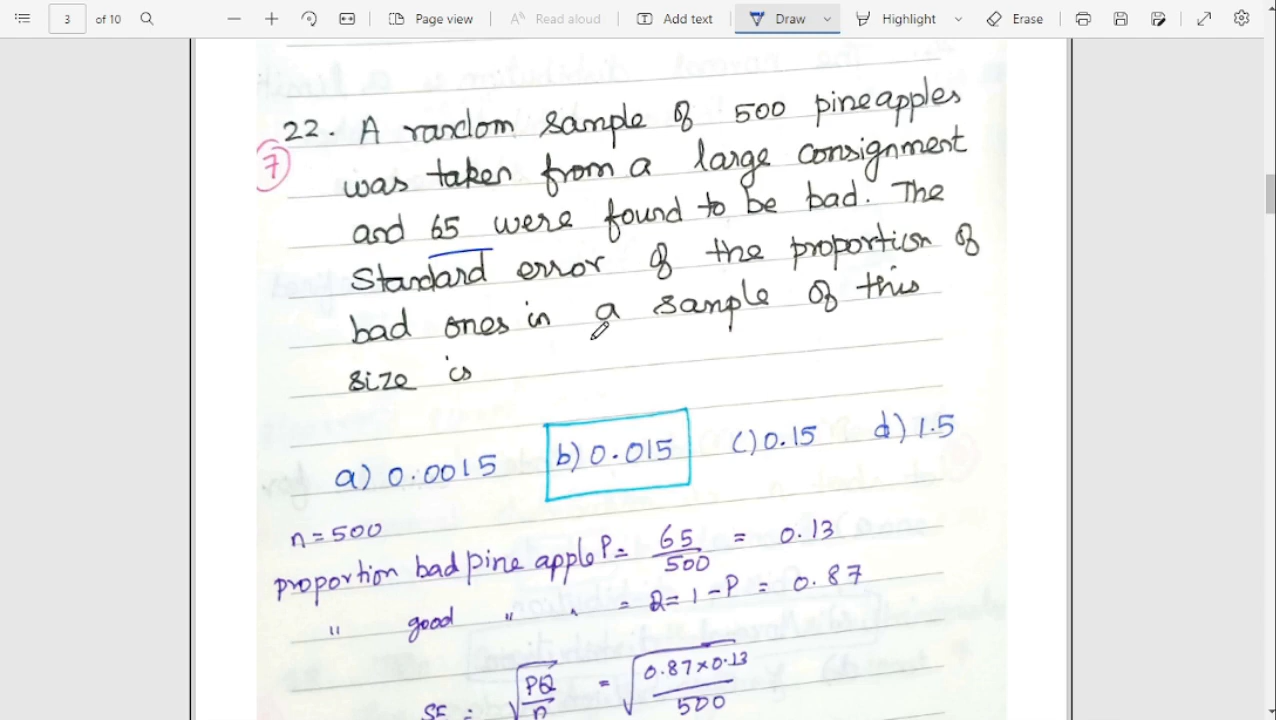 3 of 10 Page view Read aloud Add text Draw Highlight Erase
22. A random sample of 500 pineapples
7
was taken from a large consignment
and 65 were found to be bad. The
Standard error of the proportion of
bad ones in a sample of this
size is
a) 0.0015 b) 0.015 c) 0.15 d) 1.5
n = 500
proportion bad pine apple P = 65/500 = 0.13
" good " " = Q = 1 - P = 0.87
SE = √PQ/n = √0.87×0.13/500